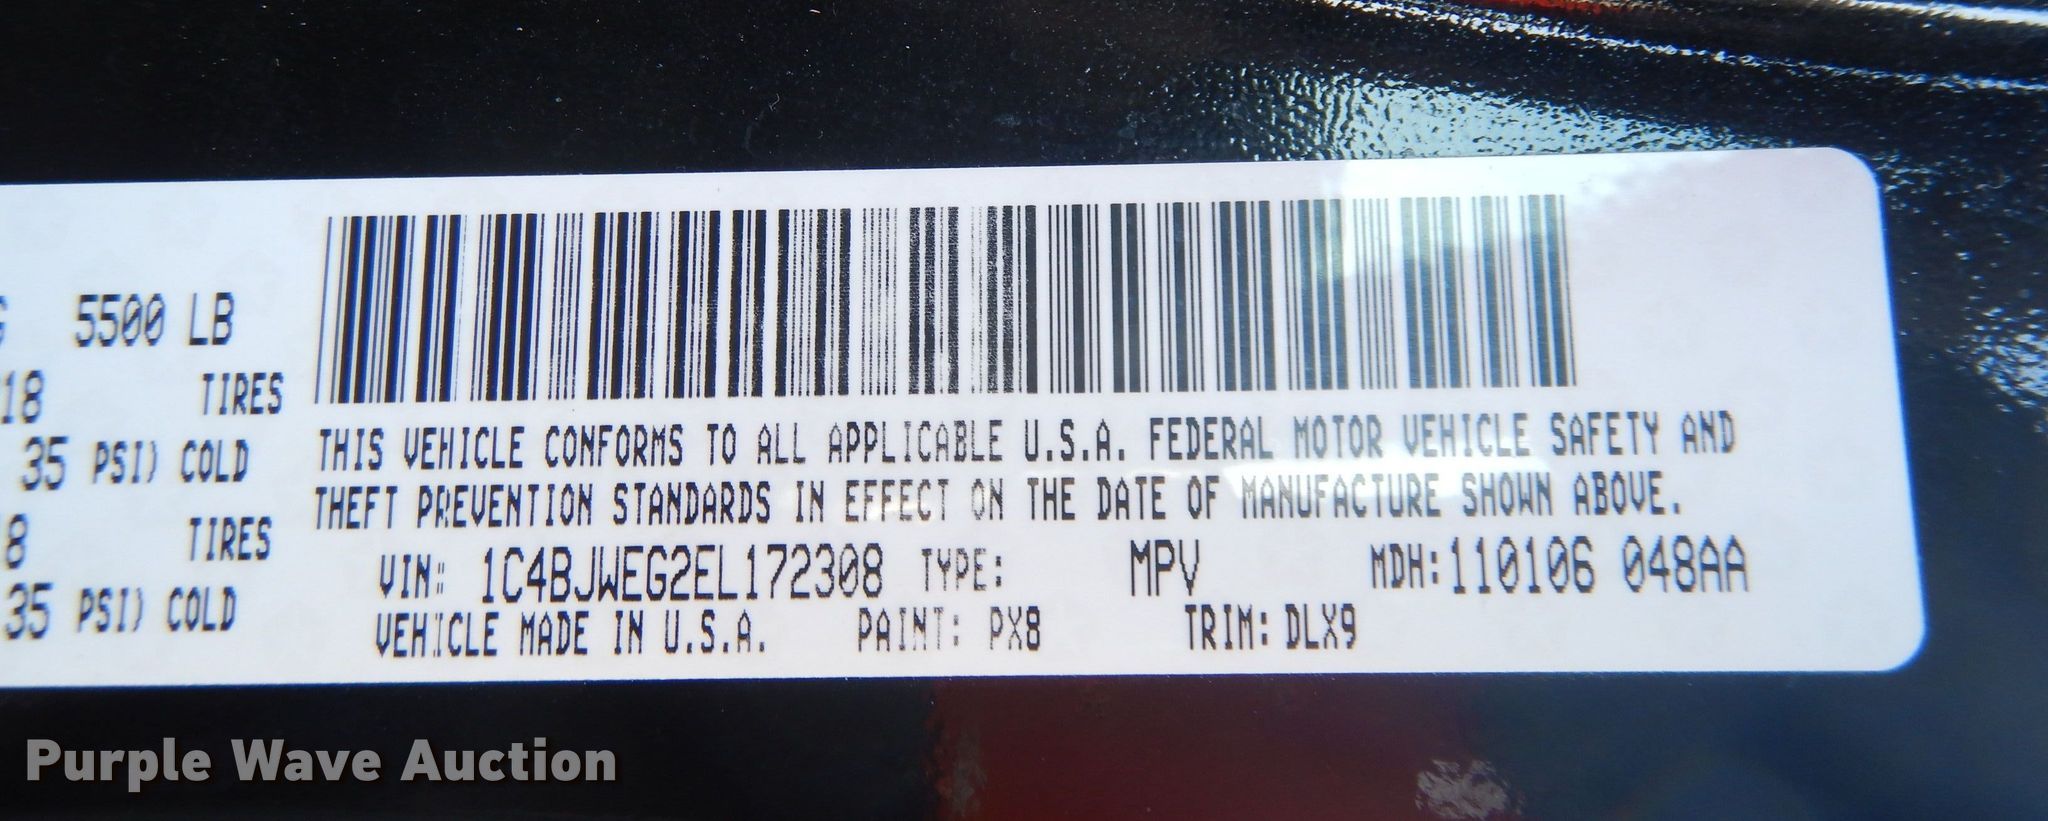 5500 LB
18 TIRES
35 PSI) COLD
8 TIRES
35 PSI) COLD
THIS VEHICLE CONFORMS TO ALL APPLICABLE U.S.A. FEDERAL MOTOR VEHICLE SAFETY AND
THEFT PREVENTION STANDARDS IN EFFECT ON THE DATE OF MANUFACTURE SHOWN ABOVE.
VIN: 1C4BJWEG2EL172308 TYPE: MPV MDH:110106 048AA
VEHICLE MADE IN U.S.A. PAINT: PX8 TRIM: DLX9
Purple Wave Auction